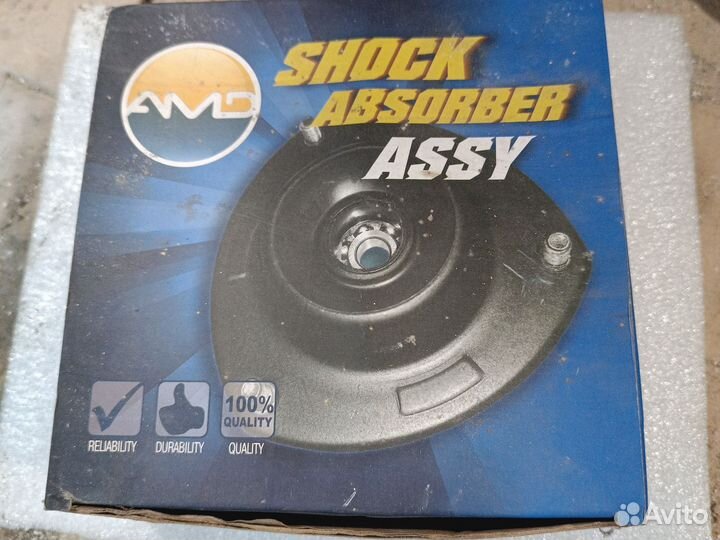 AMD
SHOCK
ABSORBER
ASSY
100%
QUALITY
RELIABILITY
DURABILITY
QUALITY
Avito